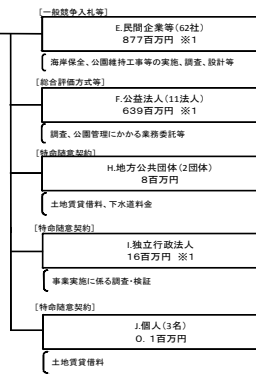 [一般競争入札等]
E.民間企業等(62社)
877百万円 ※1
海岸保全、公園維持工事等の実施、調査、設計等
[総合評価方式等]
F.公益法人(11法人)
639百万円 ※1
調査、公園管理にかかる業務委託等
[特命随意契約]
H.地方公共団体(2団体)
8百万円
土地賃貸借料、下水道料金
[特命随意契約]
I.独立行政法人
16百万円 ※1
事業実施に係る調査・検証
[特命随意契約]
J.個人(3名)
0.1百万円
土地賃貸借料